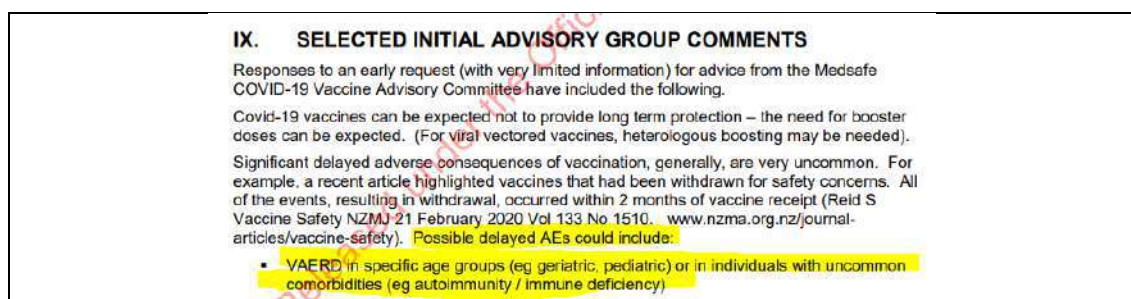 IX. SELECTED INITIAL ADVISORY GROUP COMMENTS
Responses to an early request (with very limited information) for advice from the Medsafe
COVID-19 Vaccine Advisory Committee have included the following.
Covid-19 vaccines can be expected not to provide long term protection – the need for booster
doses can be expected. (For viral vectored vaccines, heterologous boosting may be needed).
Significant delayed adverse consequences of vaccination, generally, are very uncommon. For
example, a recent article highlighted vaccines that had been withdrawn for safety concerns. All
of the events, resulting in withdrawal, occurred within 2 months of vaccine receipt (Reid S
Vaccine Safety NZMJ 21 February 2020 Vol 133 No 1510. www.nzma.org.nz/journal-
articles/vaccine-safety). Possible delayed AEs could include:
▪ VAERD in specific age groups (eg geriatric, pediatric) or in individuals with uncommon
comorbidities (eg autoimmunity / immune deficiency)
Released under the Offici